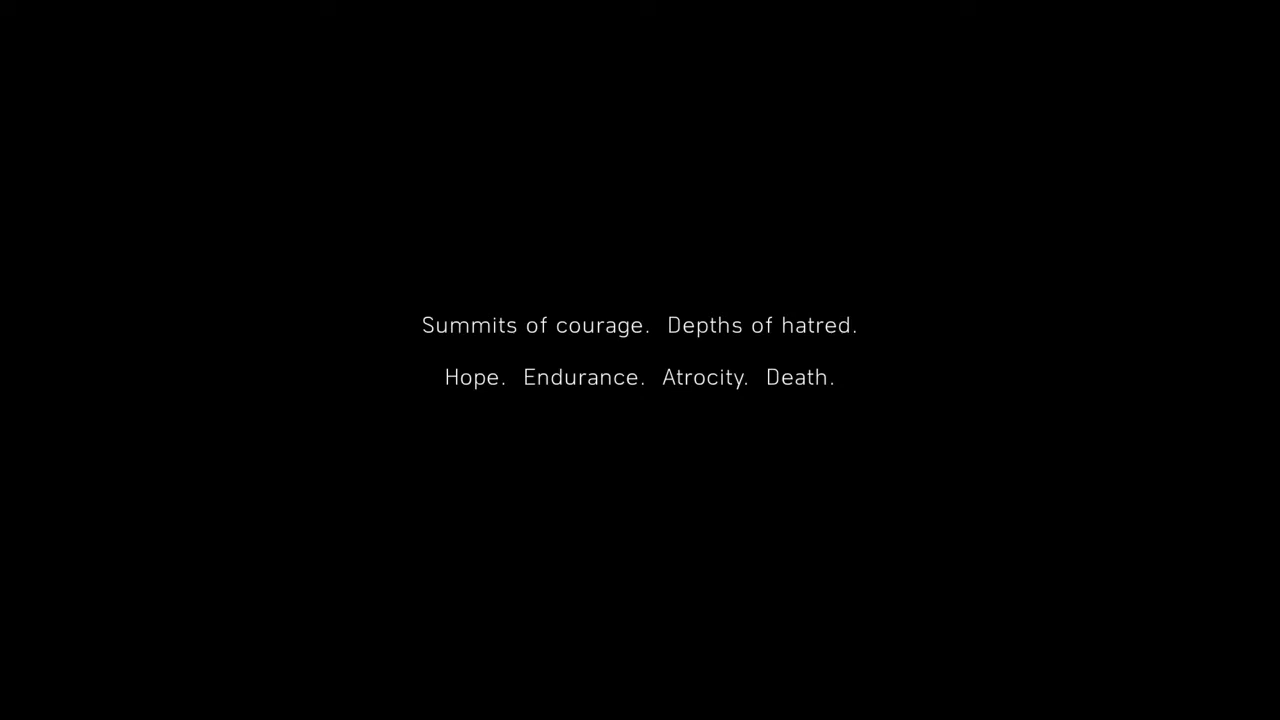 Summits of courage.  Depths of hatred.
Hope.  Endurance.  Atrocity.  Death.